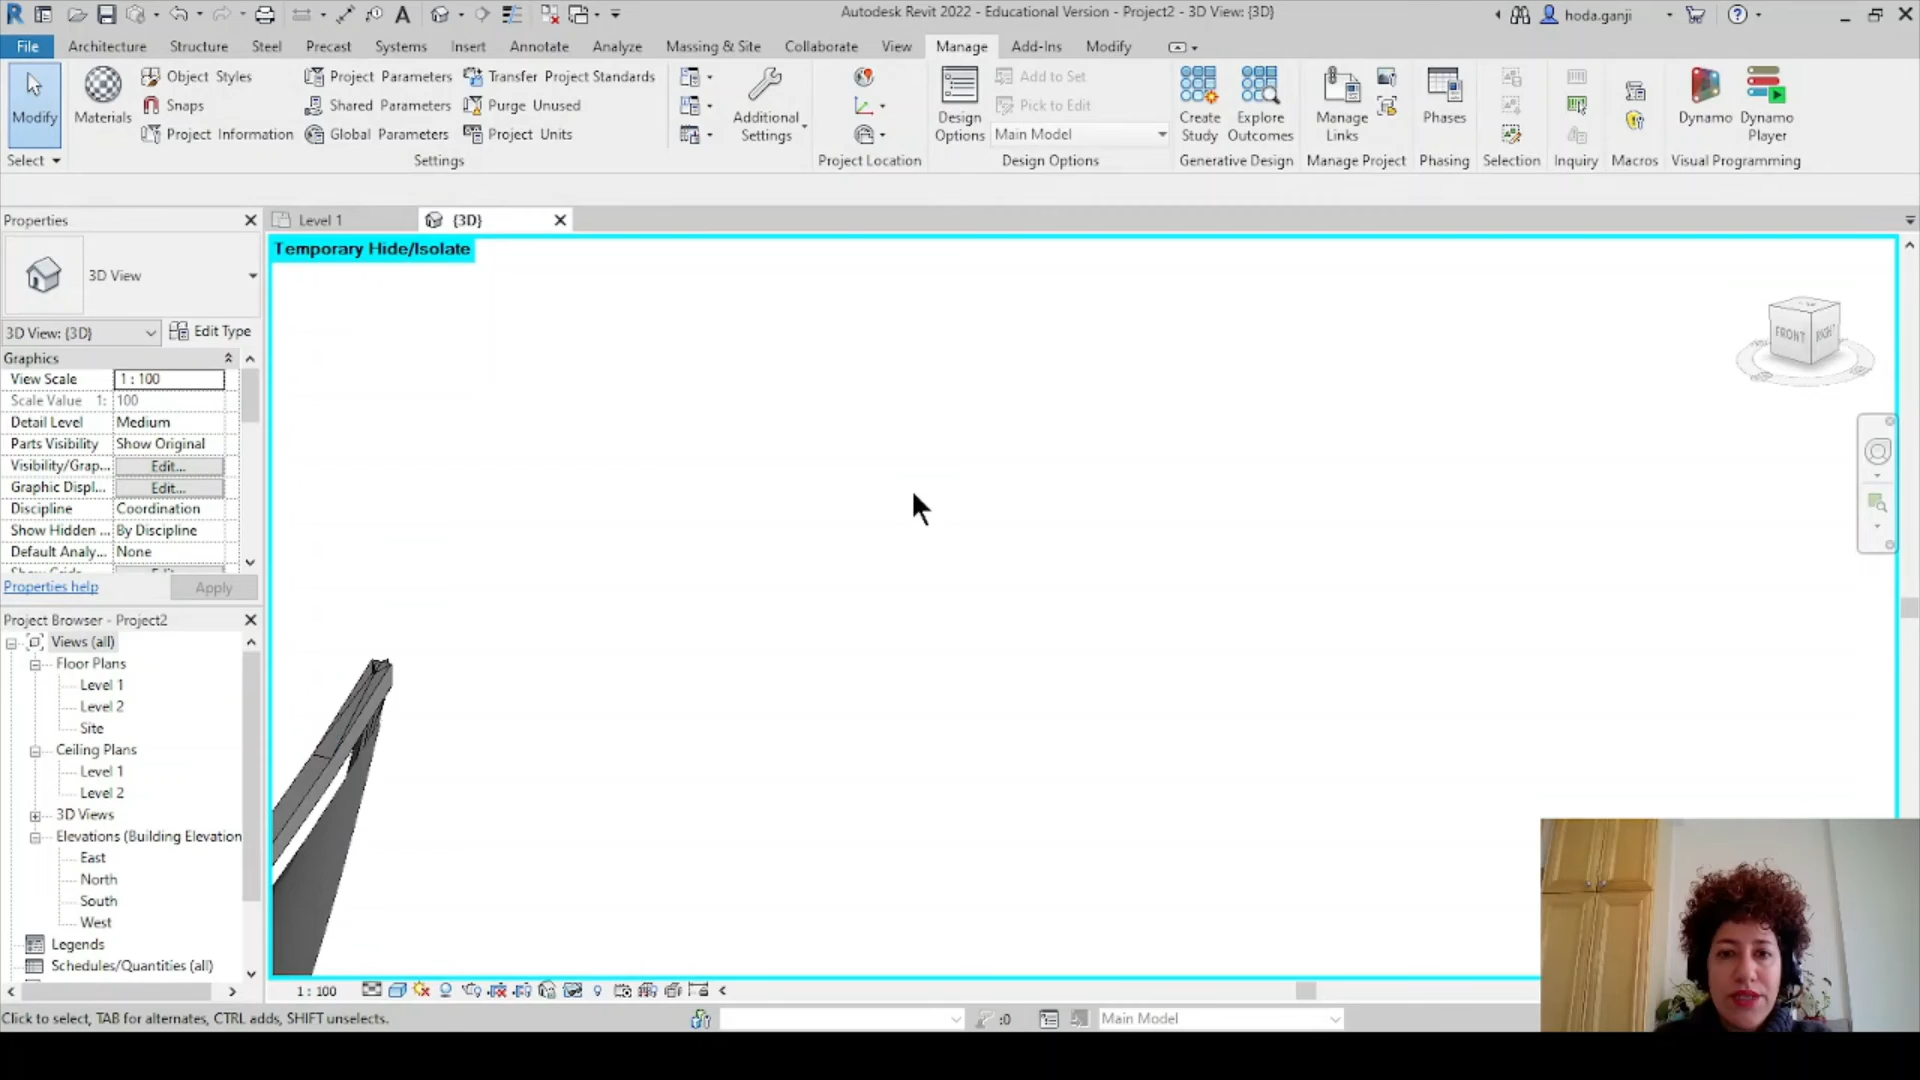 Autodesk Revit 2022 - Educational Version - Project2 - 3D View: {3D}
hoda.ganji
File Architecture Structure Steel Precast Systems Insert Annotate Analyze Massing & Site Collaborate View Manage Add-Ins Modify
Modify
Select
Materials
Object Styles
Snaps
Project Information
Project Parameters
Shared Parameters
Global Parameters
Transfer Project Standards
Purge Unused
Project Units
Settings
Additional
Settings
Project Location
Design
Options
Add to Set
Pick to Edit
Main Model
Design Options
Create
Study
Explore
Outcomes
Generative Design
Manage
Links
Manage Project
Phases
Phasing
Selection
Inquiry
Macros
Dynamo
Dynamo
Player
Visual Programming
Properties
Level 1
{3D}
3D View
3D View: {3D}
Edit Type
Graphics
View Scale 1 : 100
Scale Value 1: 100
Detail Level Medium
Parts Visibility Show Original
Visibility/Grap... Edit...
Graphic Displ... Edit...
Discipline Coordination
Show Hidden ... By Discipline
Default Analy... None
Properties help
Apply
Project Browser - Project2
Views (all)
Floor Plans
Level 1
Level 2
Site
Ceiling Plans
Level 1
Level 2
3D Views
Elevations (Building Elevation
East
North
South
West
Legends
Schedules/Quantities (all)
Temporary Hide/Isolate
FRONT RIGHT
1 : 100
Click to select, TAB for alternates, CTRL adds, SHIFT unselects.
:0
Main Model